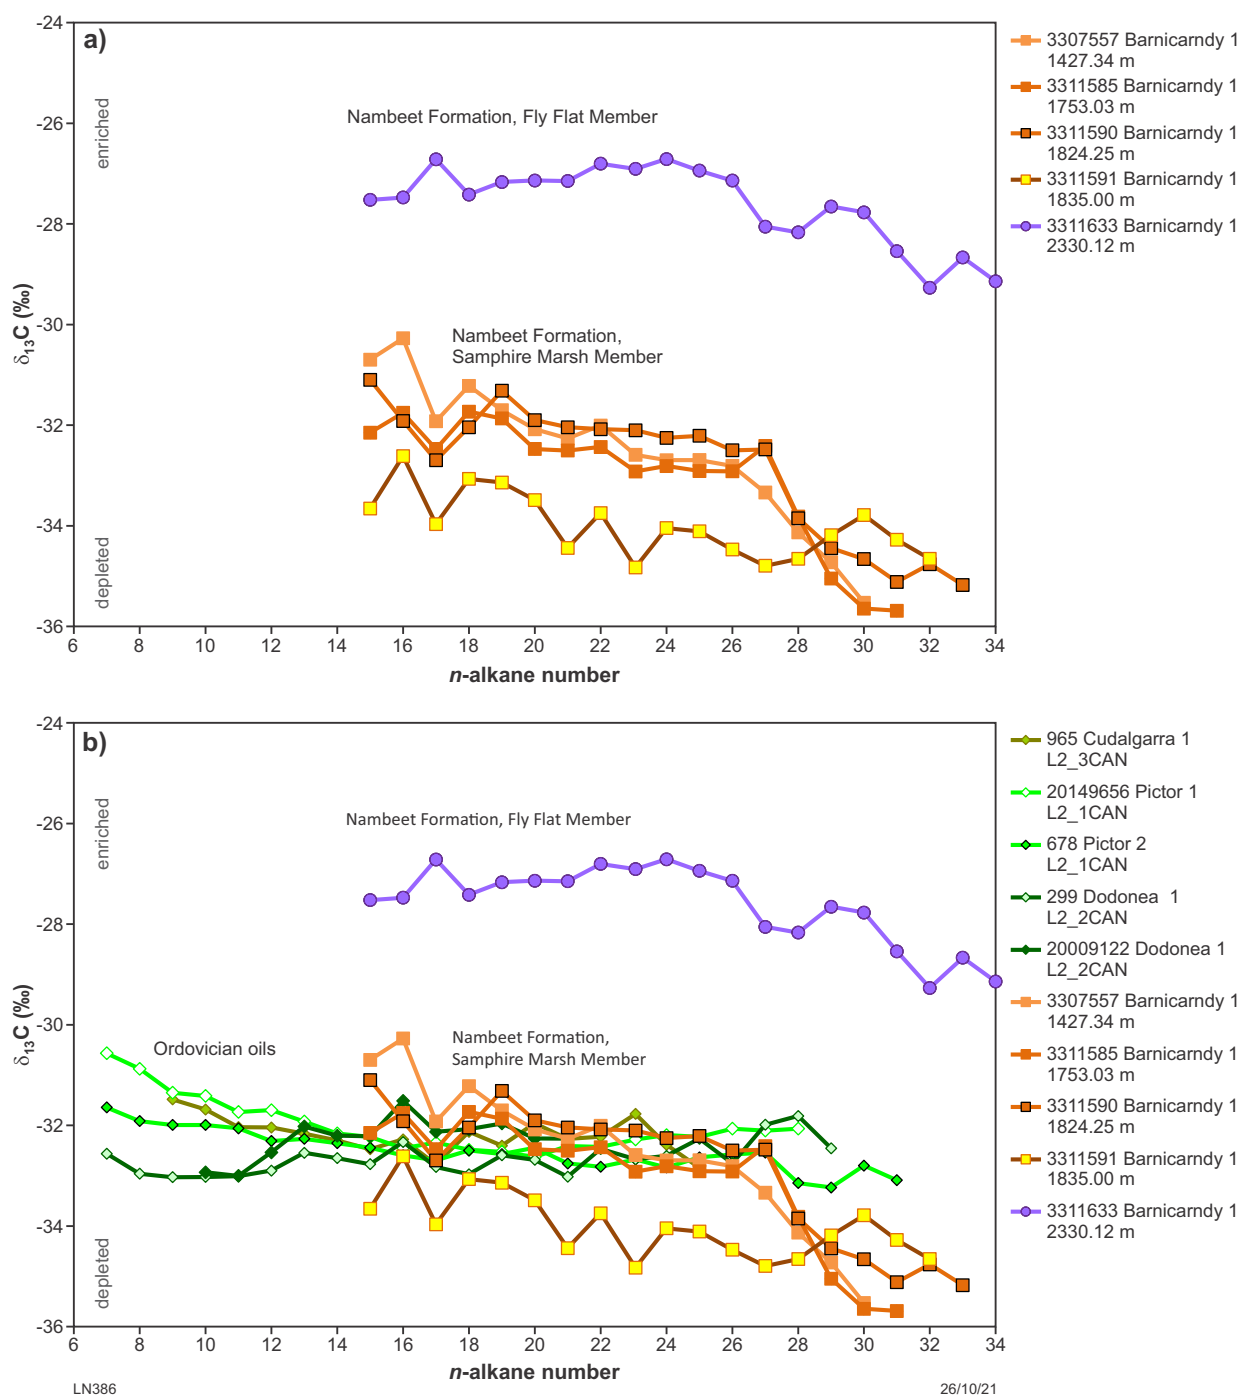 a)
-24
-26
-28
-30
-32
-34
-36
δ13C (‰)
enriched
depleted
Nambeet Formation, Fly Flat Member
Nambeet Formation,
Samphire Marsh Member
6 8 10 12 14 16 18 20 22 24 26 28 30 32 34
n-alkane number
3307557 Barnicarndy 1
1427.34 m
3311585 Barnicarndy 1
1753.03 m
3311590 Barnicarndy 1
1824.25 m
3311591 Barnicarndy 1
1835.00 m
3311633 Barnicarndy 1
2330.12 m
b)
-24
-26
-28
-30
-32
-34
-36
δ13C (‰)
enriched
depleted
Nambeet Formation, Fly Flat Member
Ordovician oils
Nambeet Formation,
Samphire Marsh Member
6 8 10 12 14 16 18 20 22 24 26 28 30 32 34
n-alkane number
965 Cudalgarra 1
L2_3CAN
20149656 Pictor 1
L2_1CAN
678 Pictor 2
L2_1CAN
299 Dodonea 1
L2_2CAN
20009122 Dodonea 1
L2_2CAN
3307557 Barnicarndy 1
1427.34 m
3311585 Barnicarndy 1
1753.03 m
3311590 Barnicarndy 1
1824.25 m
3311591 Barnicarndy 1
1835.00 m
3311633 Barnicarndy 1
2330.12 m
LN386
26/10/21